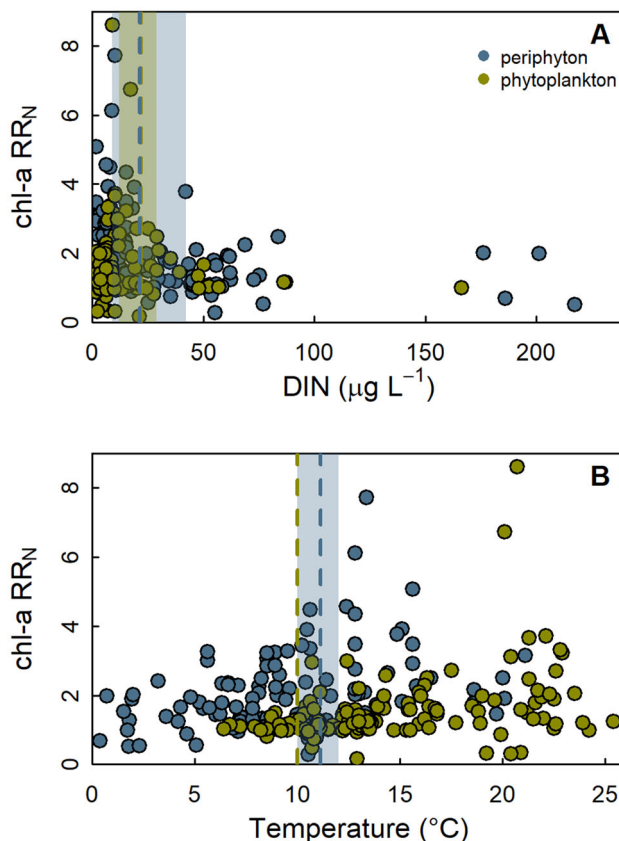 A
periphyton
phytoplankton
chl-a RR_N
8
6
4
2
0
0 50 100 150 200
DIN (μg L⁻¹)
B
chl-a RR_N
8
6
4
2
0
0 5 10 15 20 25
Temperature (°C)